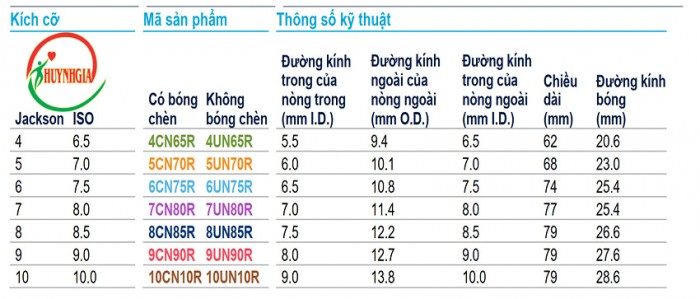 Kích cỡ Mã sản phẩm Thông số kỹ thuật
HUYNHGIA
Jackson ISO Có bóng chèn Không bóng chèn Đường kính trong của nòng trong (mm I.D.) Đường kính ngoài của nòng ngoài (mm O.D.) Đường kính trong của nòng ngoài (mm I.D.) Chiều dài (mm) Đường kính bóng (mm)
4 6.5 4CN65R 4UN65R 5.5 9.4 6.5 62 20.6
5 7.0 5CN70R 5UN70R 6.0 10.1 7.0 68 23.0
6 7.5 6CN75R 6UN75R 6.5 10.8 7.5 74 25.4
7 8.0 7CN80R 7UN80R 7.0 11.4 8.0 77 25.4
8 8.5 8CN85R 8UN85R 7.5 12.2 8.5 79 26.6
9 9.0 9CN90R 9UN90R 8.0 12.7 9.0 79 27.6
10 10.0 10CN10R 10UN10R 9.0 13.8 10.0 79 28.6